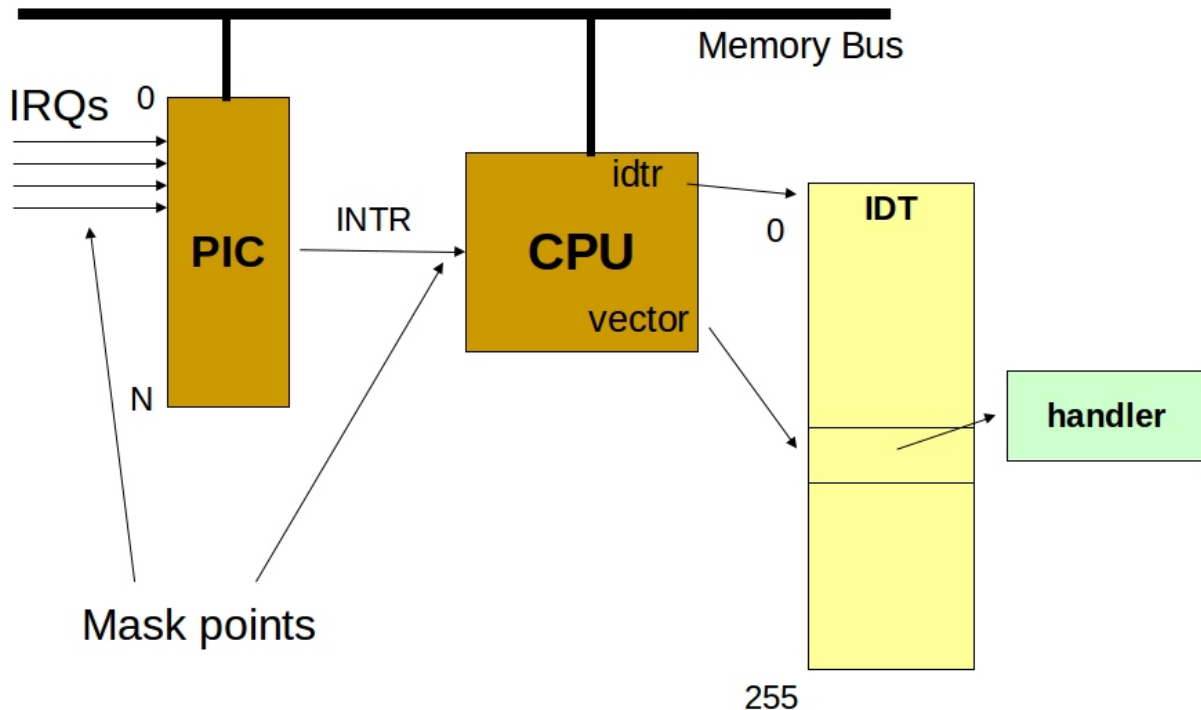 Memory Bus
IRQs
0
PIC
N
INTR
idtr
CPU
vector
IDT
0
255
handler
Mask points